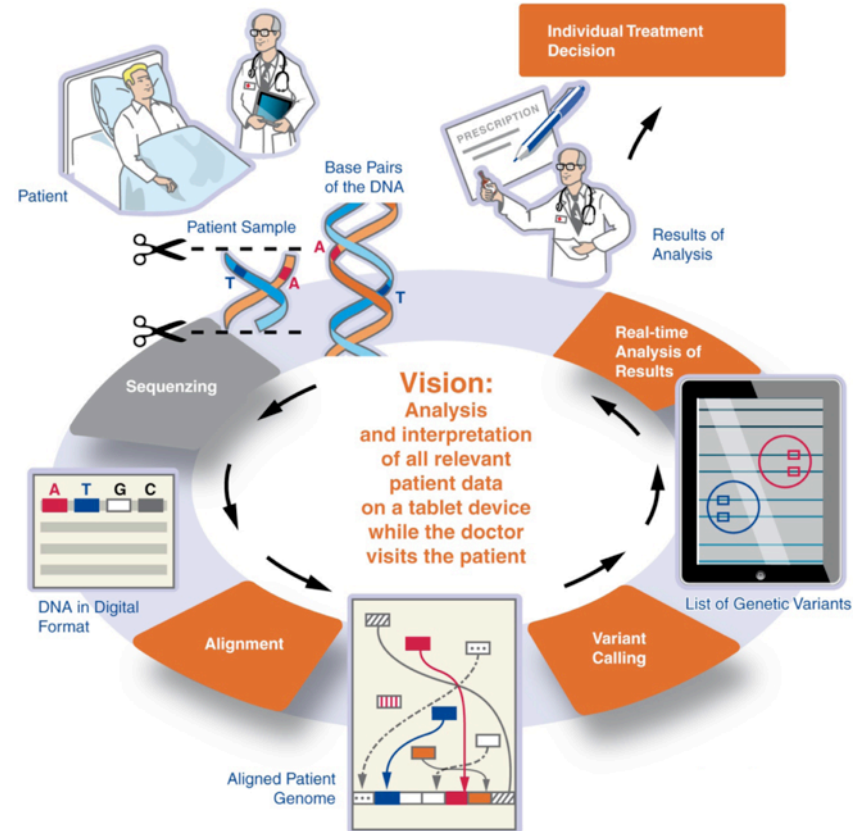 Individual Treatment
Decision
PRESCRIPTION
Patient
Base Pairs
of the DNA
Patient Sample
A
T
A
T
Results of
Analysis
Real-time
Analysis of
Results
Sequenzing
Vision:
Analysis
and interpretation
of all relevant
patient data
on a tablet device
while the doctor
visits the patient
A T G C
DNA in Digital
Format
List of Genetic Variants
Alignment
Variant
Calling
Aligned Patient
Genome